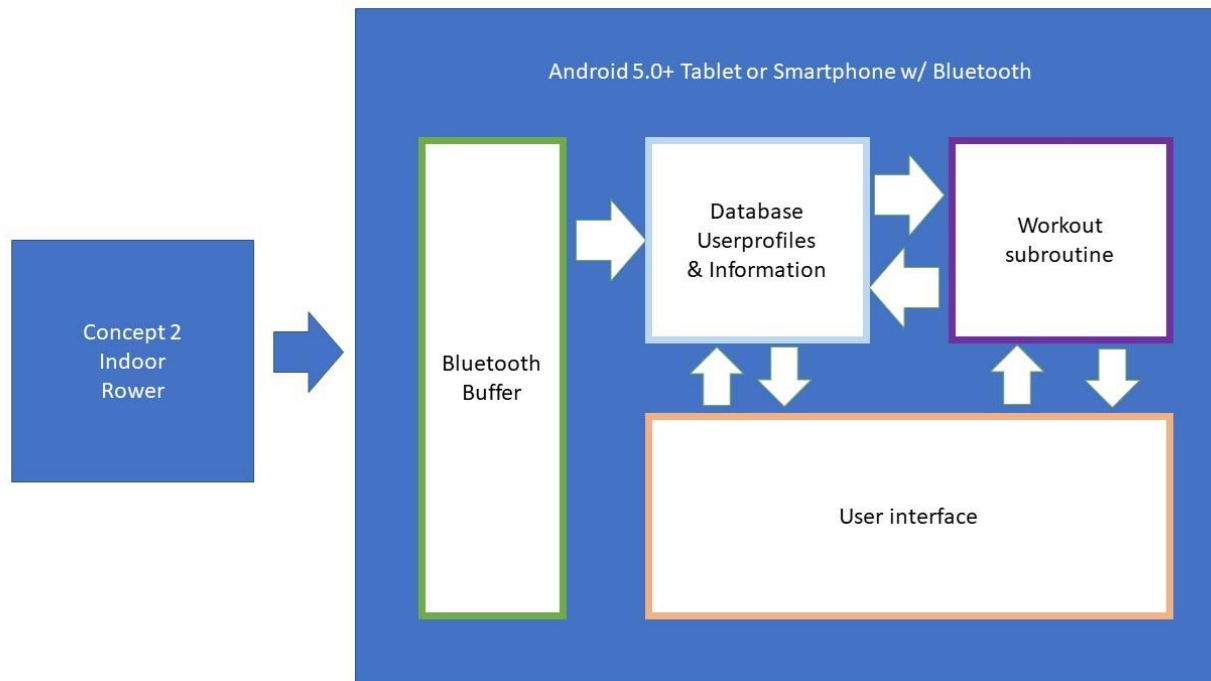 Android 5.0+ Tablet or Smartphone w/ Bluetooth
Concept 2
Indoor
Rower
Bluetooth
Buffer
Database
Userprofiles
& Information
Workout
subroutine
User interface